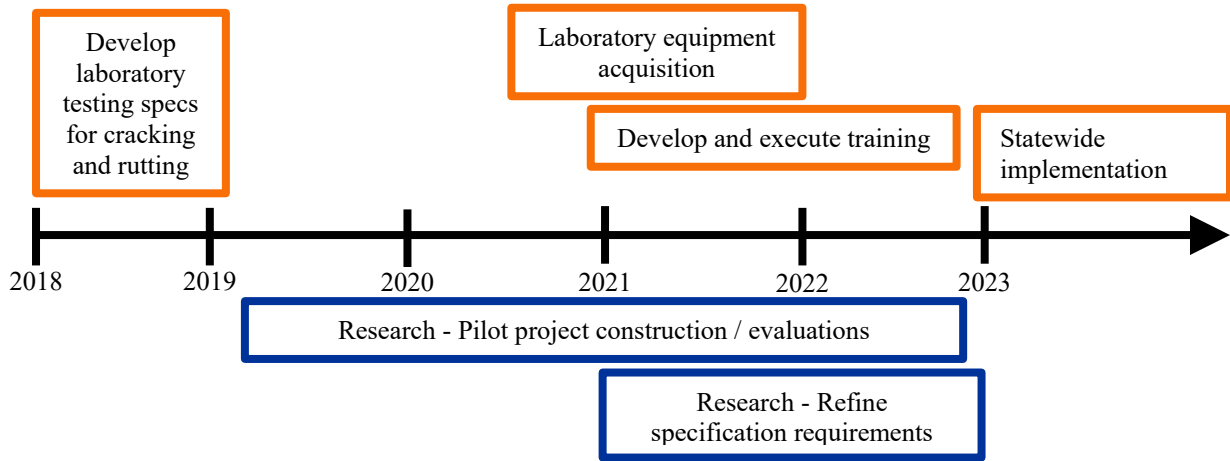 Develop
laboratory
testing specs
for cracking
and rutting
Laboratory equipment
acquisition
Develop and execute training
Statewide
implementation
2018
2019
2020
2021
2022
2023
Research - Pilot project construction / evaluations
Research - Refine
specification requirements